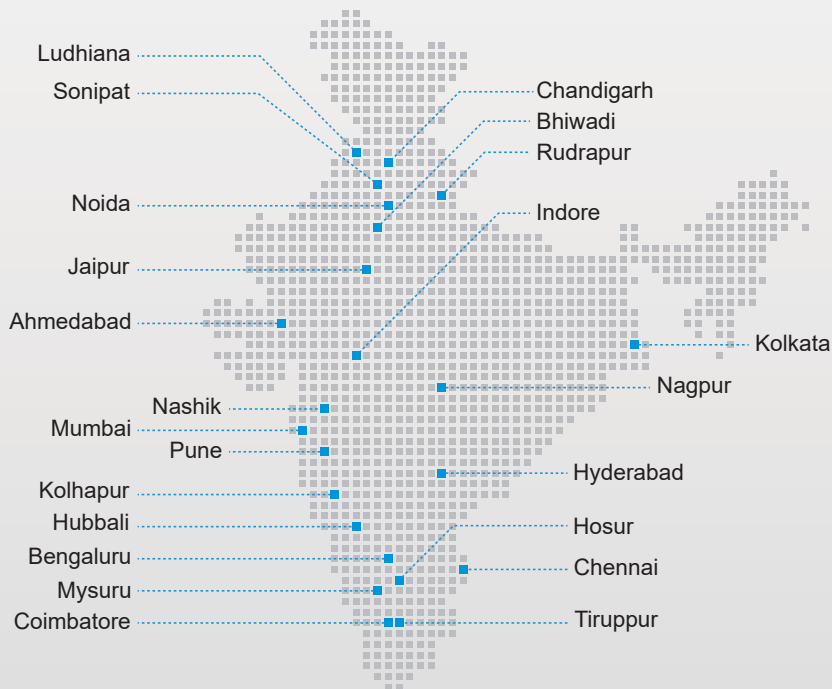 Ludhiana
Sonipat
Noida
Jaipur
Ahmedabad
Nashik
Mumbai
Pune
Kolhapur
Hubbali
Bengaluru
Mysuru
Coimbatore
Chandigarh
Bhiwadi
Rudrapur
Indore
Kolkata
Nagpur
Hyderabad
Hosur
Chennai
Tiruppur